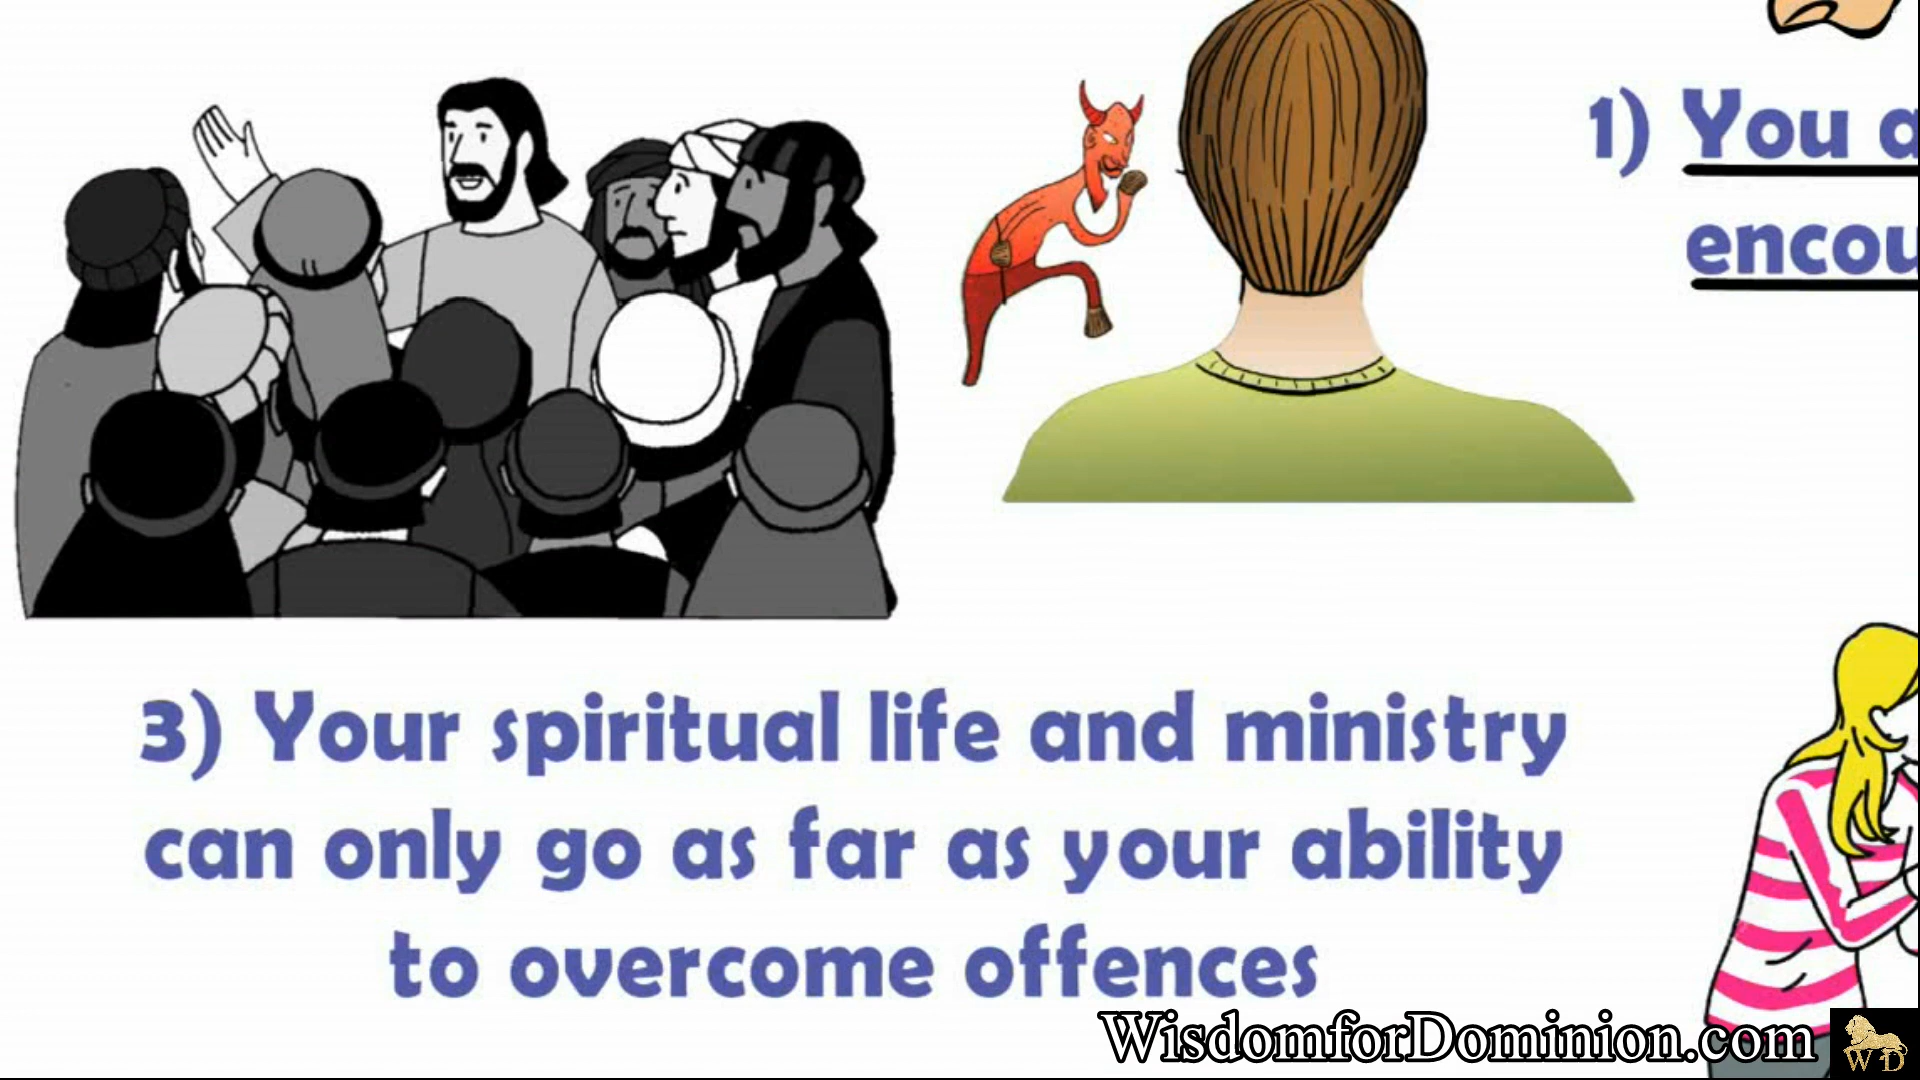 1) You a
encou
3) Your spiritual life and ministry
can only go as far as your ability
to overcome offences
WisdomforDominion.com
W D